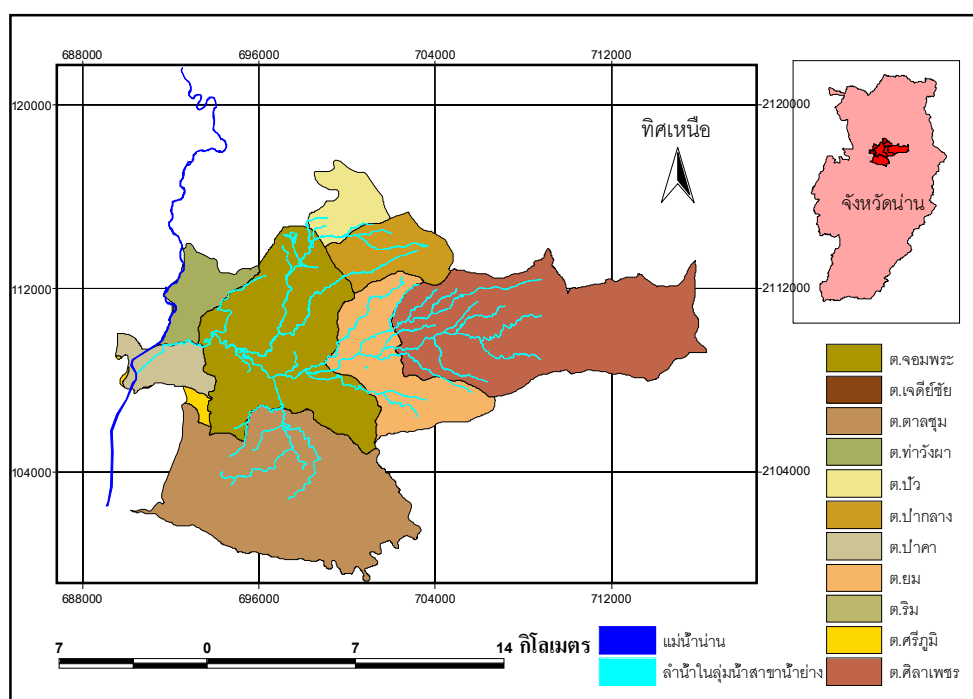 688000 696000 704000 712000
120000 2120000
ทิศเหนือ
จังหวัดน่าน
112000 2112000
104000 2104000
688000 696000 704000 712000
ต.จอมพระ
ต.เจดีย์ชัย
ต.ตาลชุม
ต.ท่าวังผา
ต.ปัว
ต.ป่ากลาง
ต.ป่าคา
ต.ยม
ต.ริม
ต.ศรีภูมิ
ต.ศิลาเพชร
7 0 7 14 กิโลเมตร
แม่น้ำน่าน
ลำน้ำในลุ่มน้ำสาขาน้ำย่าง